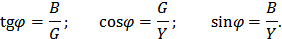 tgφ = B/G;  cosφ = G/Y;  sinφ = B/Y.